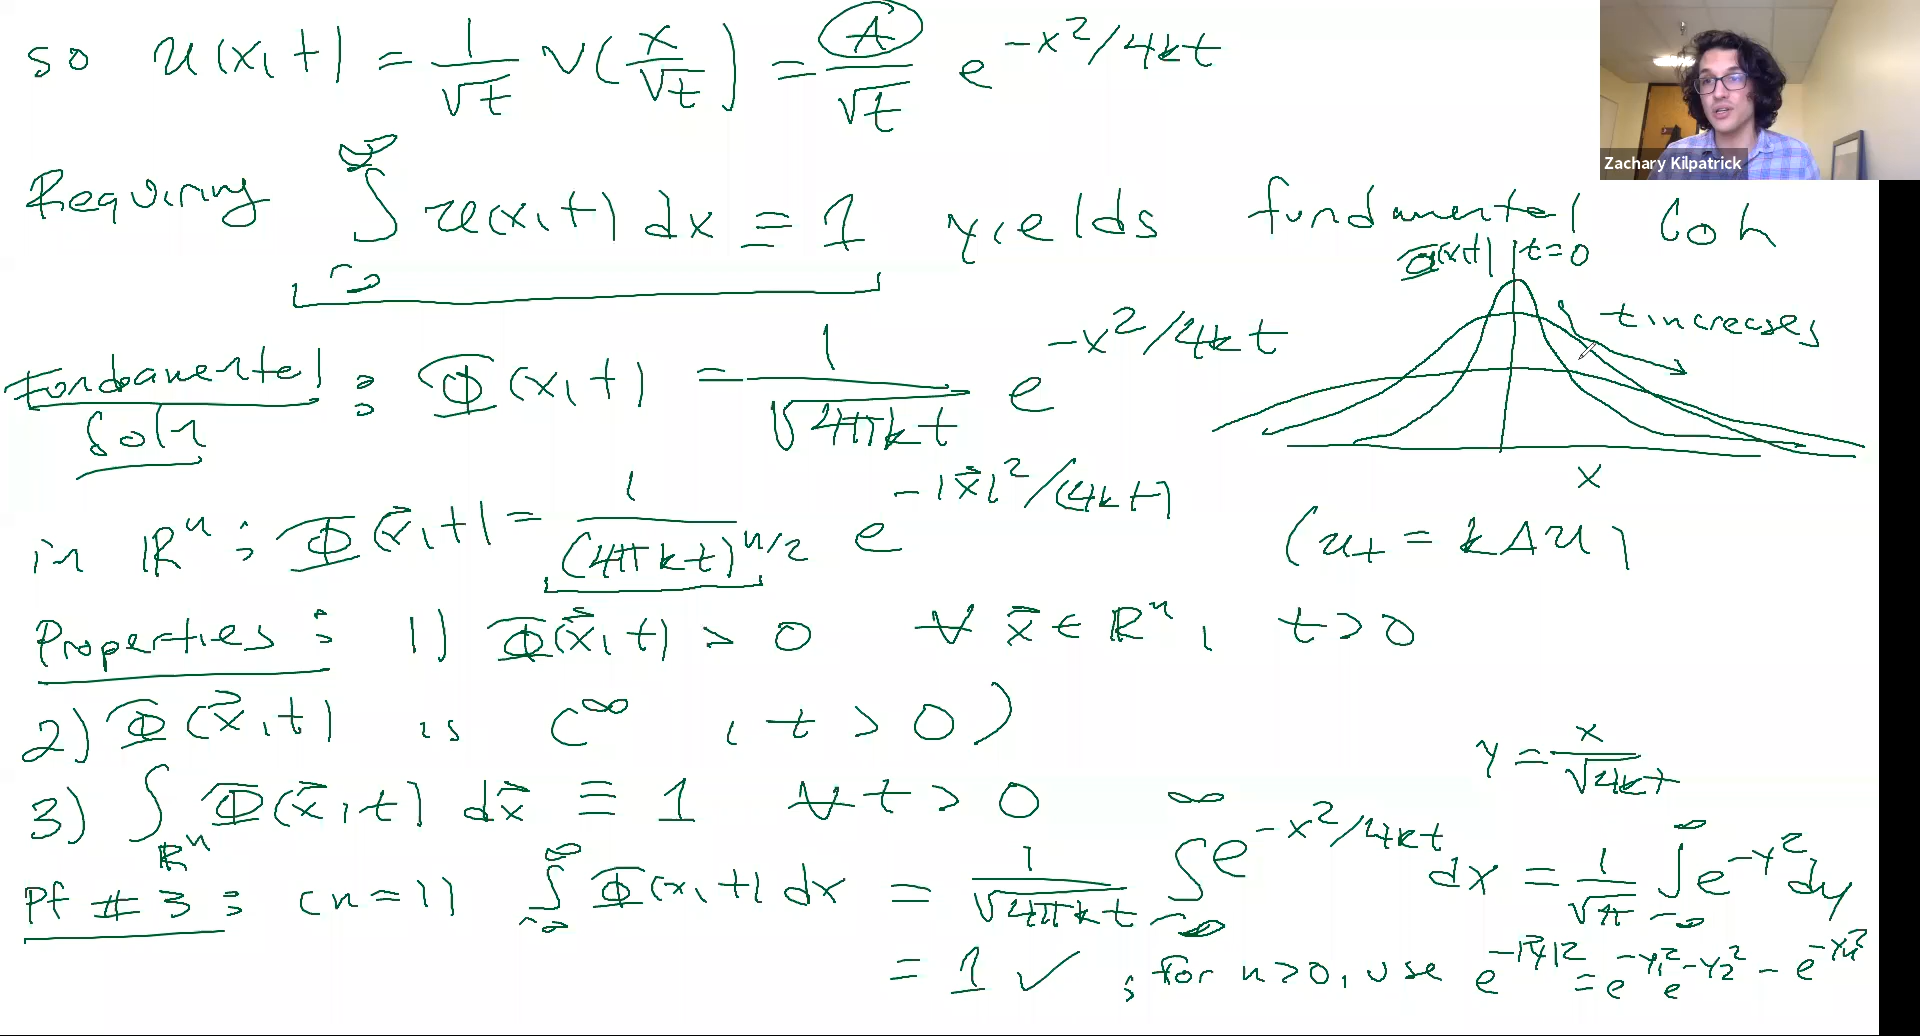 so u(x,t) = 1/√t v(x/√t) = A/√t e^{-x²/4kt}
Zachary Kilpatrick
Requiring ∫_{-∞}^{∞} u(x,t) dx = 1 yields fundamental soln
Φ(x,t) t=0
t increases
x
Fundamental Soln : Φ(x,t) = 1/√(4πkt) e^{-x²/4kt}
in ℝⁿ : Φ(x⃗,t) = 1/(4πkt)^{n/2} e^{-|x⃗|²/(4kt)} (u_t = kΔu)
Properties : 1) Φ(x⃗,t) > 0 ∀ x⃗ ∈ ℝⁿ, t>0
2) Φ(x⃗,t) is C^∞ (t > 0)
y = x/√4kt
3) ∫_{ℝⁿ} Φ(x⃗,t) dx⃗ ≡ 1 ∀ t > 0
Pf #3 : (n=1) ∫_{-∞}^{∞} Φ(x,t) dx = 1/√(4πkt) ∫_{-∞}^{∞} e^{-x²/4kt} dx = 1/√π ∫_{-∞}^{∞} e^{-y²} dy
= 1 ✓ ; for n>0, use e^{-|y⃗|²} = e^{-y₁²} e^{-y₂²} - e^{-yₙ²}